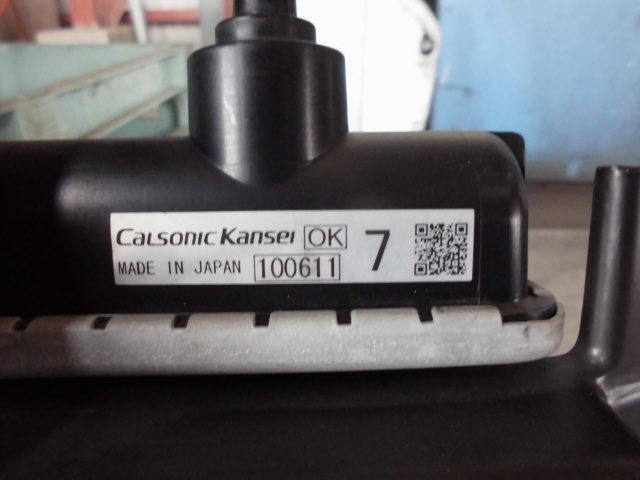 CALSONIC KANSEI OK 7
MADE IN JAPAN 100611